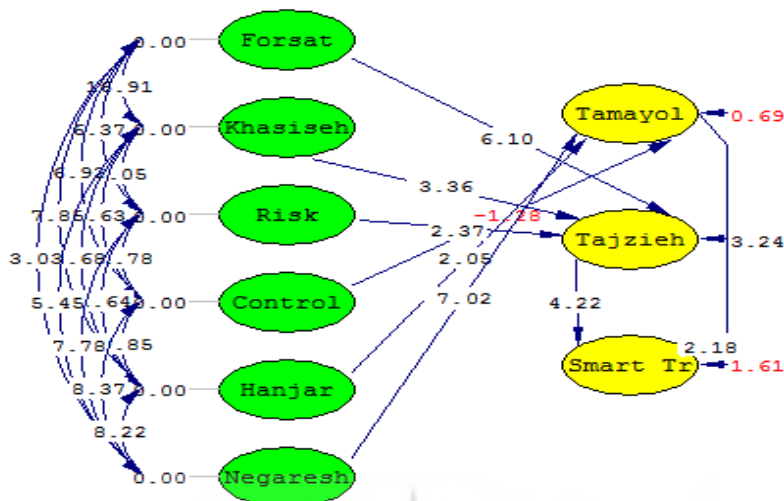 0.00 Forsat
16.91
Tamayol 0.69
6.37 0.00 Khasiseh
6.10
6.92 .05
3.36
7.85 .63 0.00 Risk
-1.28
2.37
Tajzieh 3.24
3.03 .68 .78
2.05
5.45 .64 0.00 Control
7.02
4.22
7.78 .85
2.18
Smart Tr 1.61
8.37 0.00 Hanjar
8.22
0.00 Negaresh